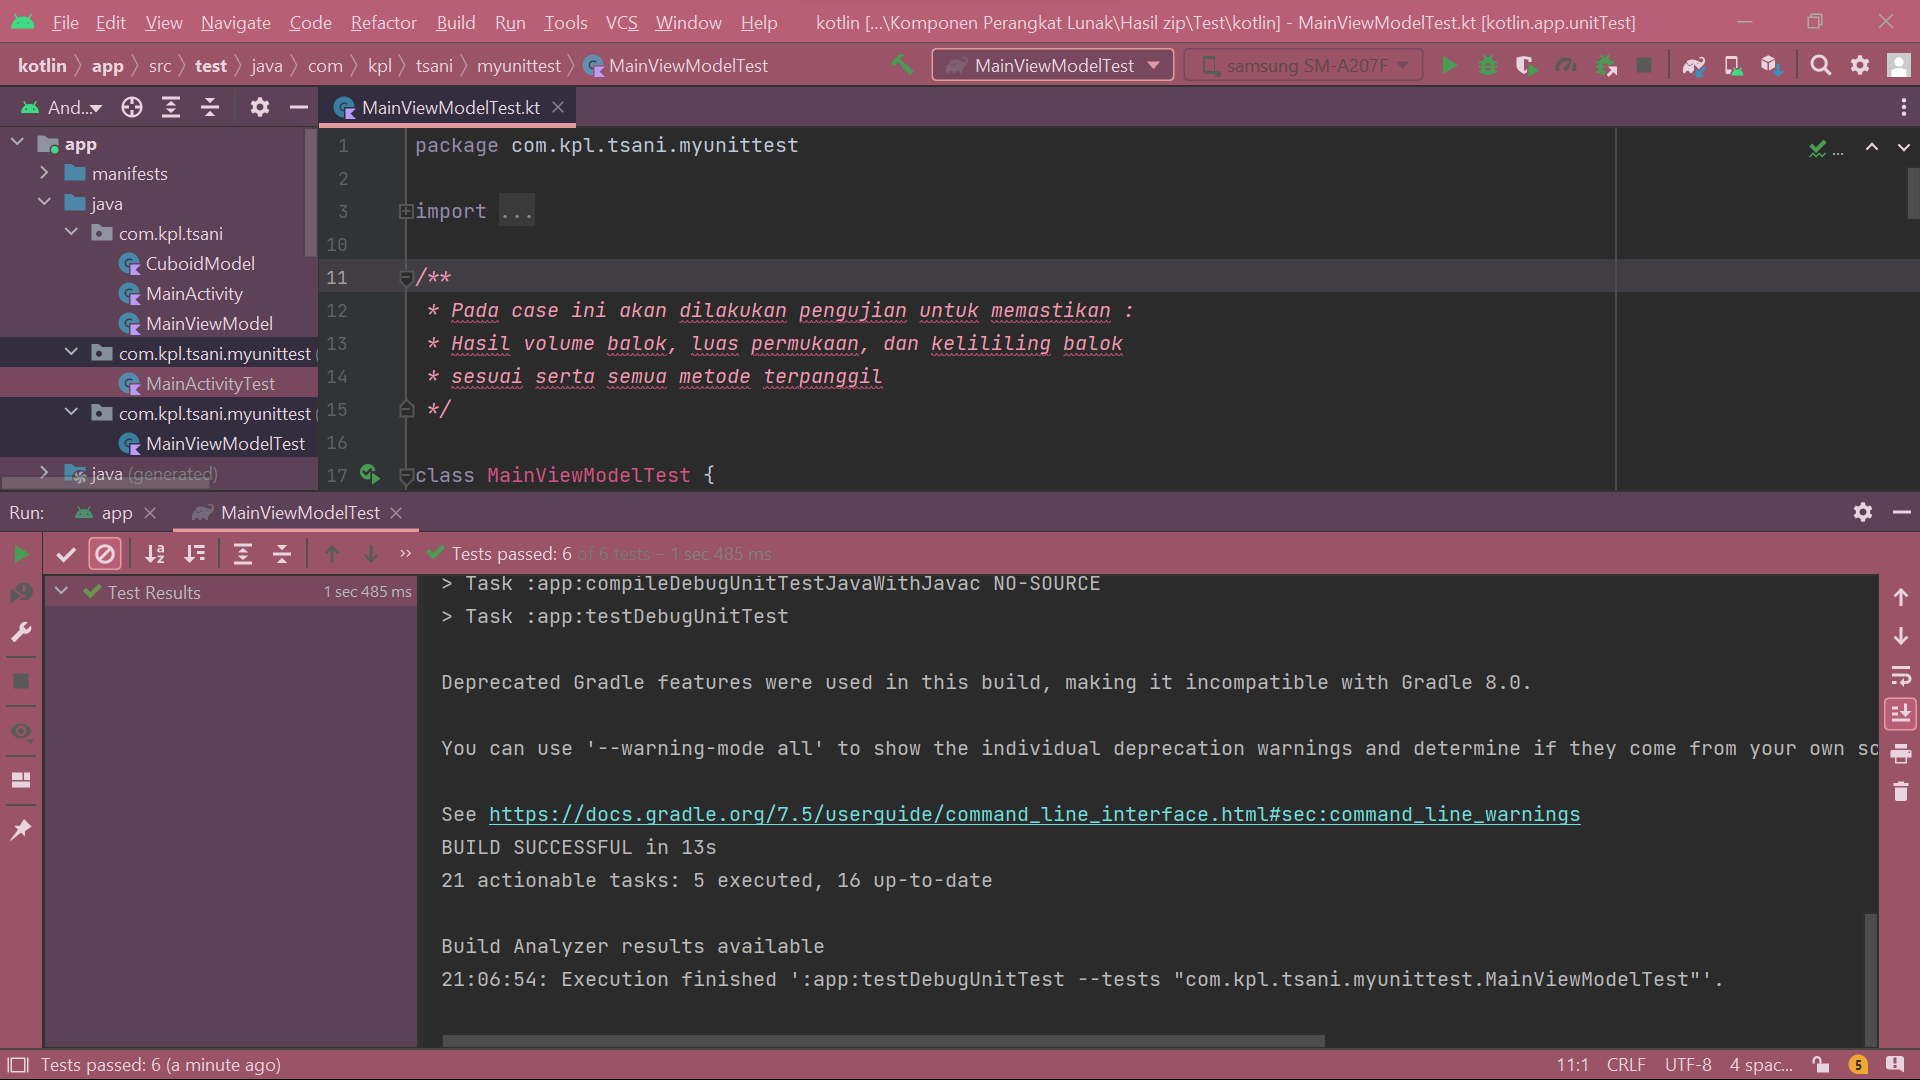 File Edit View Navigate Code Refactor Build Run Tools VCS Window Help kotlin [...\Komponen Perangkat Lunak\Hasil zip\Test\kotlin] - MainViewModelTest.kt [kotlin.app.unitTest]
kotlin app src test java com kpl tsani myunittest MainViewModelTest MainViewModelTest samsung SM-A207F
And... MainViewModelTest.kt
app
manifests
java
com.kpl.tsani
CuboidModel
MainActivity
MainViewModel
com.kpl.tsani.myunittest (
MainActivityTest
com.kpl.tsani.myunittest (
MainViewModelTest
java (generated)
1 package com.kpl.tsani.myunittest
2
3 import ...
10
11 /**
12 * Pada case ini akan dilakukan pengujian untuk memastikan :
13 * Hasil volume balok, luas permukaan, dan kelililing balok
14 * sesuai serta semua metode terpanggil
15 */
16
17 class MainViewModelTest {
Run: app MainViewModelTest
» Tests passed: 6 of 6 tests – 1 sec 485 ms
Test Results 1 sec 485 ms
> Task :app:compileDebugUnitTestJavaWithJavac NO-SOURCE
> Task :app:testDebugUnitTest
Deprecated Gradle features were used in this build, making it incompatible with Gradle 8.0.
You can use '--warning-mode all' to show the individual deprecation warnings and determine if they come from your own sc
See https://docs.gradle.org/7.5/userguide/command_line_interface.html#sec:command_line_warnings
BUILD SUCCESSFUL in 13s
21 actionable tasks: 5 executed, 16 up-to-date
Build Analyzer results available
21:06:54: Execution finished ':app:testDebugUnitTest --tests "com.kpl.tsani.myunittest.MainViewModelTest"'.
Tests passed: 6 (a minute ago) 11:1 CRLF UTF-8 4 spac... 5